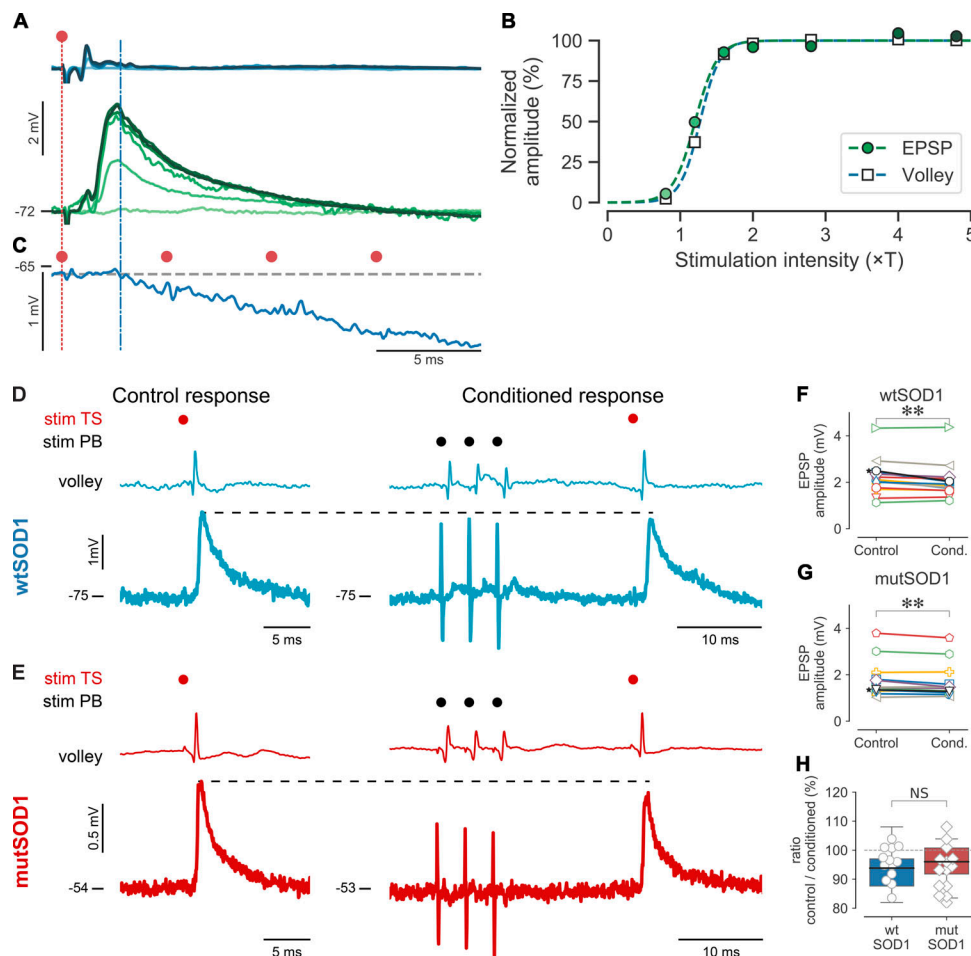 A
2 mV
-72
C
-65
1 mV
5 ms
B
Normalized
amplitude (%)
100
75
50
25
0
EPSP
Volley
0 1 2 3 4 5
Stimulation intensity (×T)
D
Control response
Conditioned response
stim TS
stim PB
volley
wtSOD1
1mV
-75
-75
5 ms
10 ms
E
stim TS
stim PB
volley
mutSOD1
0.5 mV
-54
-53
5 ms
10 ms
F
wtSOD1
**
EPSP
amplitude (mV)
4
2
0
*
Control Cond.
G
mutSOD1
**
EPSP
amplitude (mV)
4
2
0
*
Control Cond.
H
NS
ratio
control / conditioned (%)
120
110
100
90
80
wt
SOD1
mut
SOD1